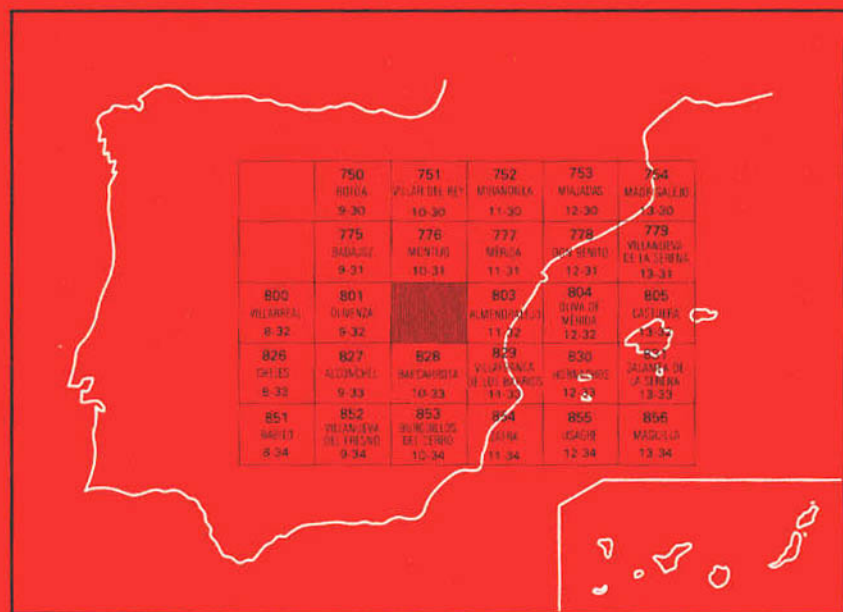 750 751 752 753 754
BOTOA VILLAR DEL REY MIRANDILLA MIAJADAS MADRIGALEJO
9-30 10-30 11-30 12-30 13-30
775 776 777 778 779
BADAJOZ MONTIJO MÉRIDA DON BENITO VILLANUEVA DE LA SERENA
9-31 10-31 11-31 12-31 13-31
800 801 803 804 805
VILLARREAL OLIVENZA ALMENDRALEJO OLIVA DE MÉRIDA CASTUERA
8-32 9-32 11-32 12-32 13-32
826 827 828 829 830 831
CHELES ALCONCHEL BARCARROTA VILLAFRANCA DE LOS BARROS HORNACHOS ZALAMEA DE LA SERENA
8-33 9-33 10-33 11-33 12-33 13-33
851 852 853 854 855 856
VILLANUEVA DEL FRESNO BURGUILLOS DEL CERRO ZAFRA USAGRE MAGUILLA
8-34 9-34 10-34 11-34 12-34 13-34